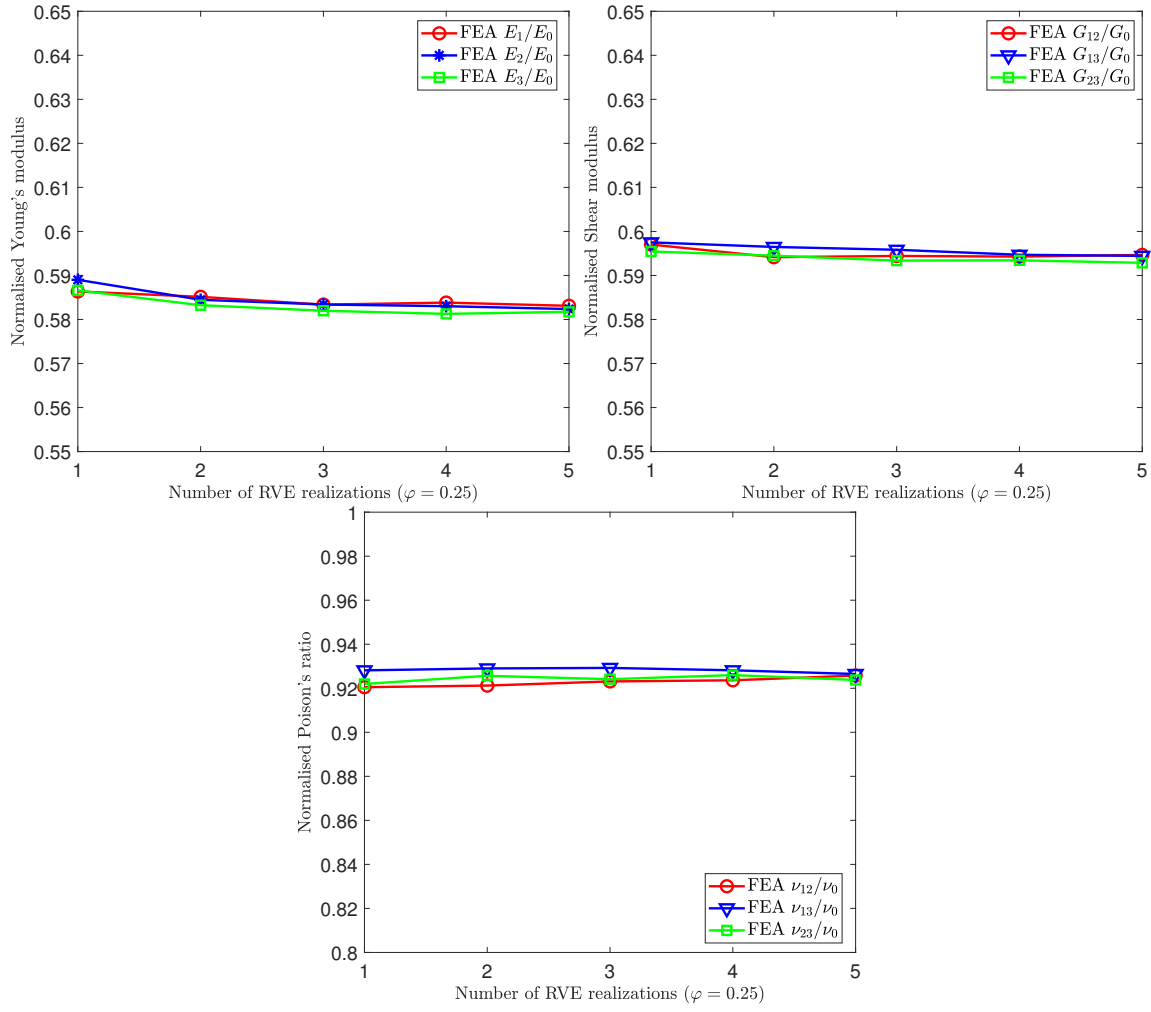 0.65
0.64
0.63
0.62
0.61
0.6
0.59
0.58
0.57
0.56
0.55
Normalised Young's modulus
1 2 3 4 5
Number of RVE realizations (φ = 0.25)
FEA E₁/E₀
FEA E₂/E₀
FEA E₃/E₀
0.65
0.64
0.63
0.62
0.61
0.6
0.59
0.58
0.57
0.56
0.55
Normalised Shear modulus
1 2 3 4 5
Number of RVE realizations (φ = 0.25)
FEA G₁₂/G₀
FEA G₁₃/G₀
FEA G₂₃/G₀
1
0.98
0.96
0.94
0.92
0.9
0.88
0.86
0.84
0.82
0.8
Normalised Poison's ratio
1 2 3 4 5
Number of RVE realizations (φ = 0.25)
FEA ν₁₂/ν₀
FEA ν₁₃/ν₀
FEA ν₂₃/ν₀